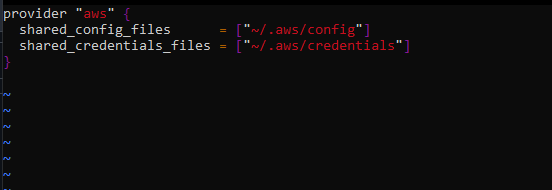 provider "aws" {
  shared_config_files      = ["~/.aws/config"]
  shared_credentials_files = ["~/.aws/credentials"]
}
~
~
~
~
~
~